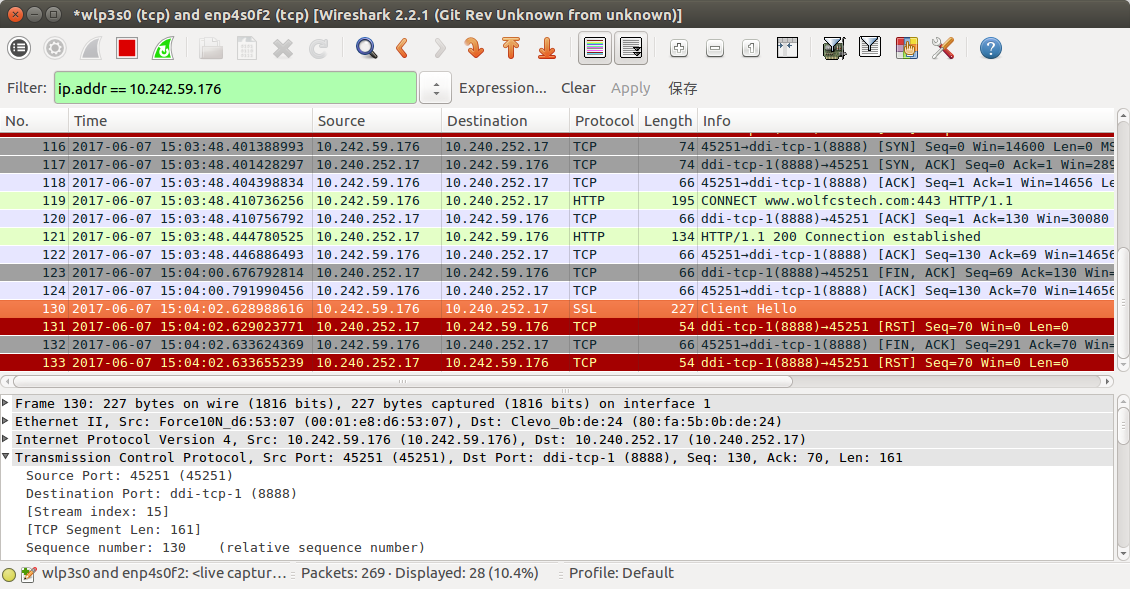 *wlp3s0 (tcp) and enp4s0f2 (tcp) [Wireshark 2.2.1 (Git Rev Unknown from unknown)]
Filter: ip.addr == 10.242.59.176 Expression... Clear Apply 保存
No. Time Source Destination Protocol Length Info
116 2017-06-07 15:03:48.401388993 10.242.59.176 10.240.252.17 TCP 74 45251→ddi-tcp-1(8888) [SYN] Seq=0 Win=14600 Len=0 MS
117 2017-06-07 15:03:48.401428297 10.240.252.17 10.242.59.176 TCP 74 ddi-tcp-1(8888)→45251 [SYN, ACK] Seq=0 Ack=1 Win=289
118 2017-06-07 15:03:48.404398834 10.242.59.176 10.240.252.17 TCP 66 45251→ddi-tcp-1(8888) [ACK] Seq=1 Ack=1 Win=14656 Le
119 2017-06-07 15:03:48.410736256 10.242.59.176 10.240.252.17 HTTP 195 CONNECT www.wolfcstech.com:443 HTTP/1.1
120 2017-06-07 15:03:48.410756792 10.240.252.17 10.242.59.176 TCP 66 ddi-tcp-1(8888)→45251 [ACK] Seq=1 Ack=130 Win=30080
121 2017-06-07 15:03:48.444780525 10.240.252.17 10.242.59.176 HTTP 134 HTTP/1.1 200 Connection established
122 2017-06-07 15:03:48.446886493 10.242.59.176 10.240.252.17 TCP 66 45251→ddi-tcp-1(8888) [ACK] Seq=130 Ack=69 Win=14656
123 2017-06-07 15:04:00.676792814 10.240.252.17 10.242.59.176 TCP 66 ddi-tcp-1(8888)→45251 [FIN, ACK] Seq=69 Ack=130 Win=
124 2017-06-07 15:04:00.791990456 10.242.59.176 10.240.252.17 TCP 66 45251→ddi-tcp-1(8888) [ACK] Seq=130 Ack=70 Win=14656
130 2017-06-07 15:04:02.628988616 10.242.59.176 10.240.252.17 SSL 227 Client Hello
131 2017-06-07 15:04:02.629023771 10.240.252.17 10.242.59.176 TCP 54 ddi-tcp-1(8888)→45251 [RST] Seq=70 Win=0 Len=0
132 2017-06-07 15:04:02.633624369 10.242.59.176 10.240.252.17 TCP 66 45251→ddi-tcp-1(8888) [FIN, ACK] Seq=291 Ack=70 Win=
133 2017-06-07 15:04:02.633655239 10.240.252.17 10.242.59.176 TCP 54 ddi-tcp-1(8888)→45251 [RST] Seq=70 Win=0 Len=0
Frame 130: 227 bytes on wire (1816 bits), 227 bytes captured (1816 bits) on interface 1
Ethernet II, Src: Force10N_d6:53:07 (00:01:e8:d6:53:07), Dst: Clevo_0b:de:24 (80:fa:5b:0b:de:24)
Internet Protocol Version 4, Src: 10.242.59.176 (10.242.59.176), Dst: 10.240.252.17 (10.240.252.17)
Transmission Control Protocol, Src Port: 45251 (45251), Dst Port: ddi-tcp-1 (8888), Seq: 130, Ack: 70, Len: 161
Source Port: 45251 (45251)
Destination Port: ddi-tcp-1 (8888)
[Stream index: 15]
[TCP Segment Len: 161]
Sequence number: 130 (relative sequence number)
wlp3s0 and enp4s0f2: <live captur... Packets: 269 · Displayed: 28 (10.4%) Profile: Default